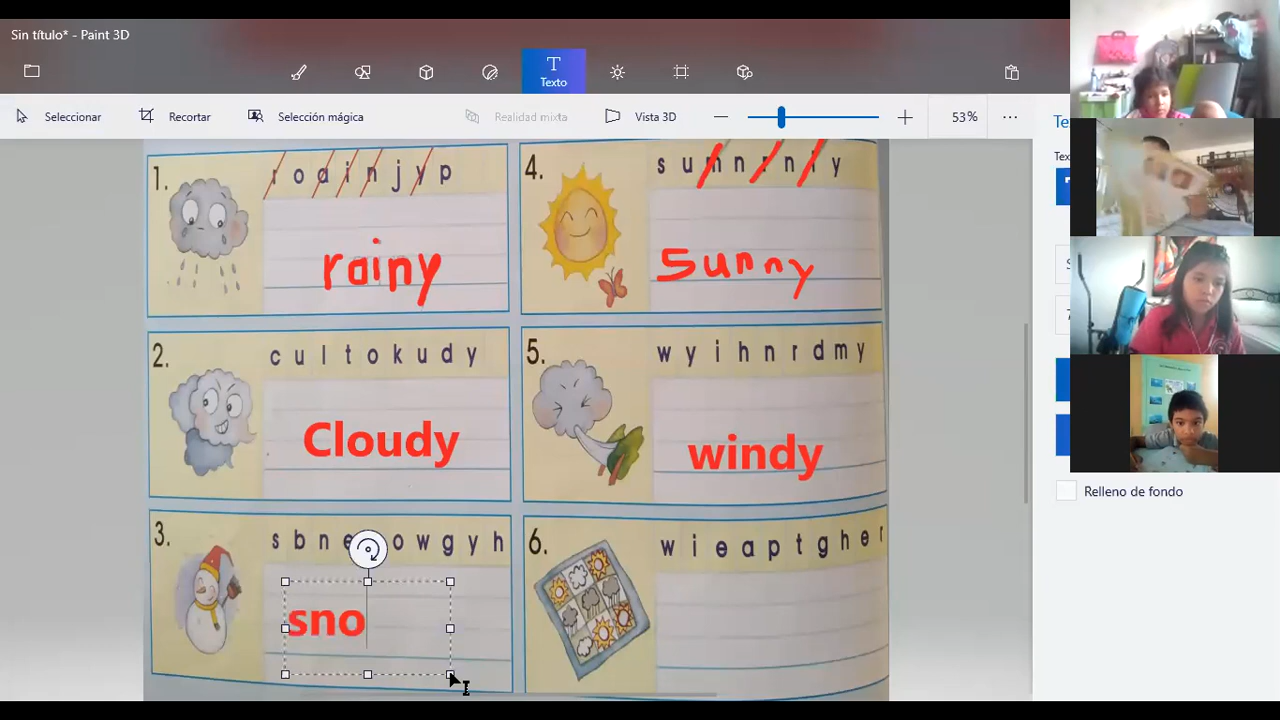 Sin título* - Paint 3D
Texto
Seleccionar
Recortar
Selección mágica
Realidad mixta
Vista 3D
53%
1.
r o a i n j y p
rainy
4.
s u m n r n r y
sunny
2.
c u l t o k u d y
Cloudy
5.
w y i h n r d m y
windy
3.
s b n e o w g y h
sno
6.
w i e a p t g h e r
Relleno de fondo